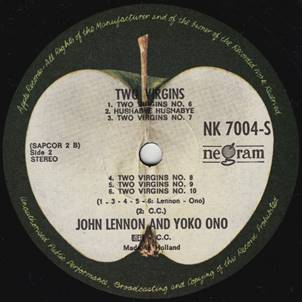 Apple Records · All Rights of the Manufacturer and of the Owner of the Recorded Work Reserved
TWO VIRGINS
1. TWO VIRGINS NO. 6
2. HUSHABYE HUSHABYE
3. TWO VIRGINS NO. 7
NK 7004-S
(SAPCOR 2 B)
Side 2
STEREO
negram
4. TWO VIRGINS NO. 8
5. TWO VIRGINS NO. 9
6. TWO VIRGINS NO. 10
(1 - 3 - 4 - 5 - 6: Lennon - Ono)
(2: C.C.)
JOHN LENNON AND YOKO ONO
C.C.
Made in Holland
Unauthorised Public Performance, Broadcasting and Copying of this Record Prohibited